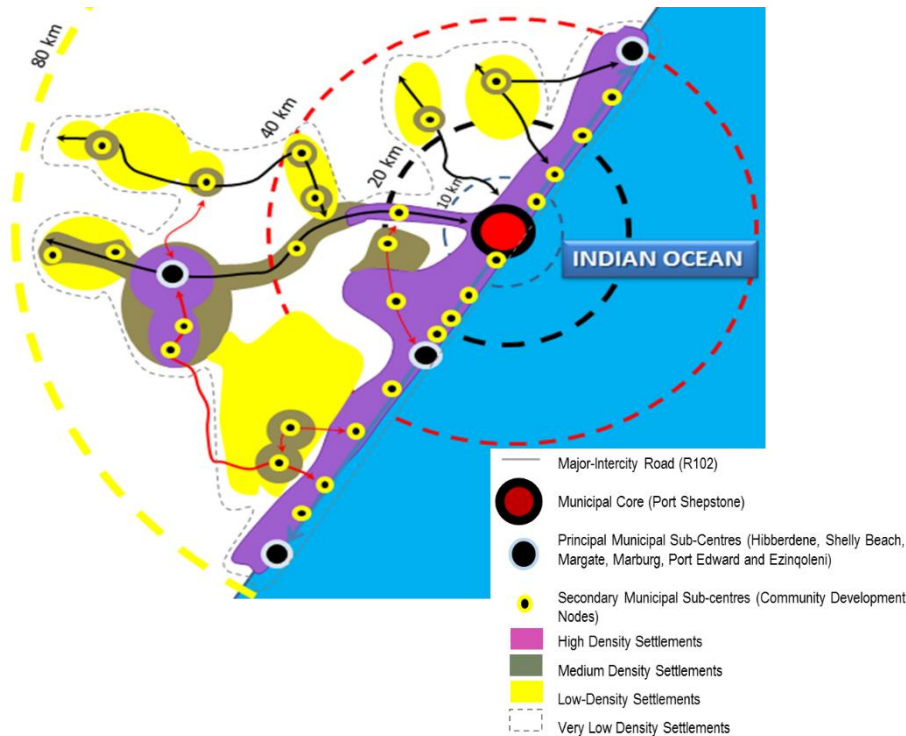 80 km
40 km
20 km
10 km
INDIAN OCEAN
Major-Intercity Road (R102)
Municipal Core (Port Shepstone)
Principal Municipal Sub-Centres (Hibberdene, Shelly Beach,
Margate, Marburg, Port Edward and Ezinqoleni)
Secondary Municipal Sub-centres (Community Development
Nodes)
High Density Settlements
Medium Density Settlements
Low-Density Settlements
Very Low Density Settlements